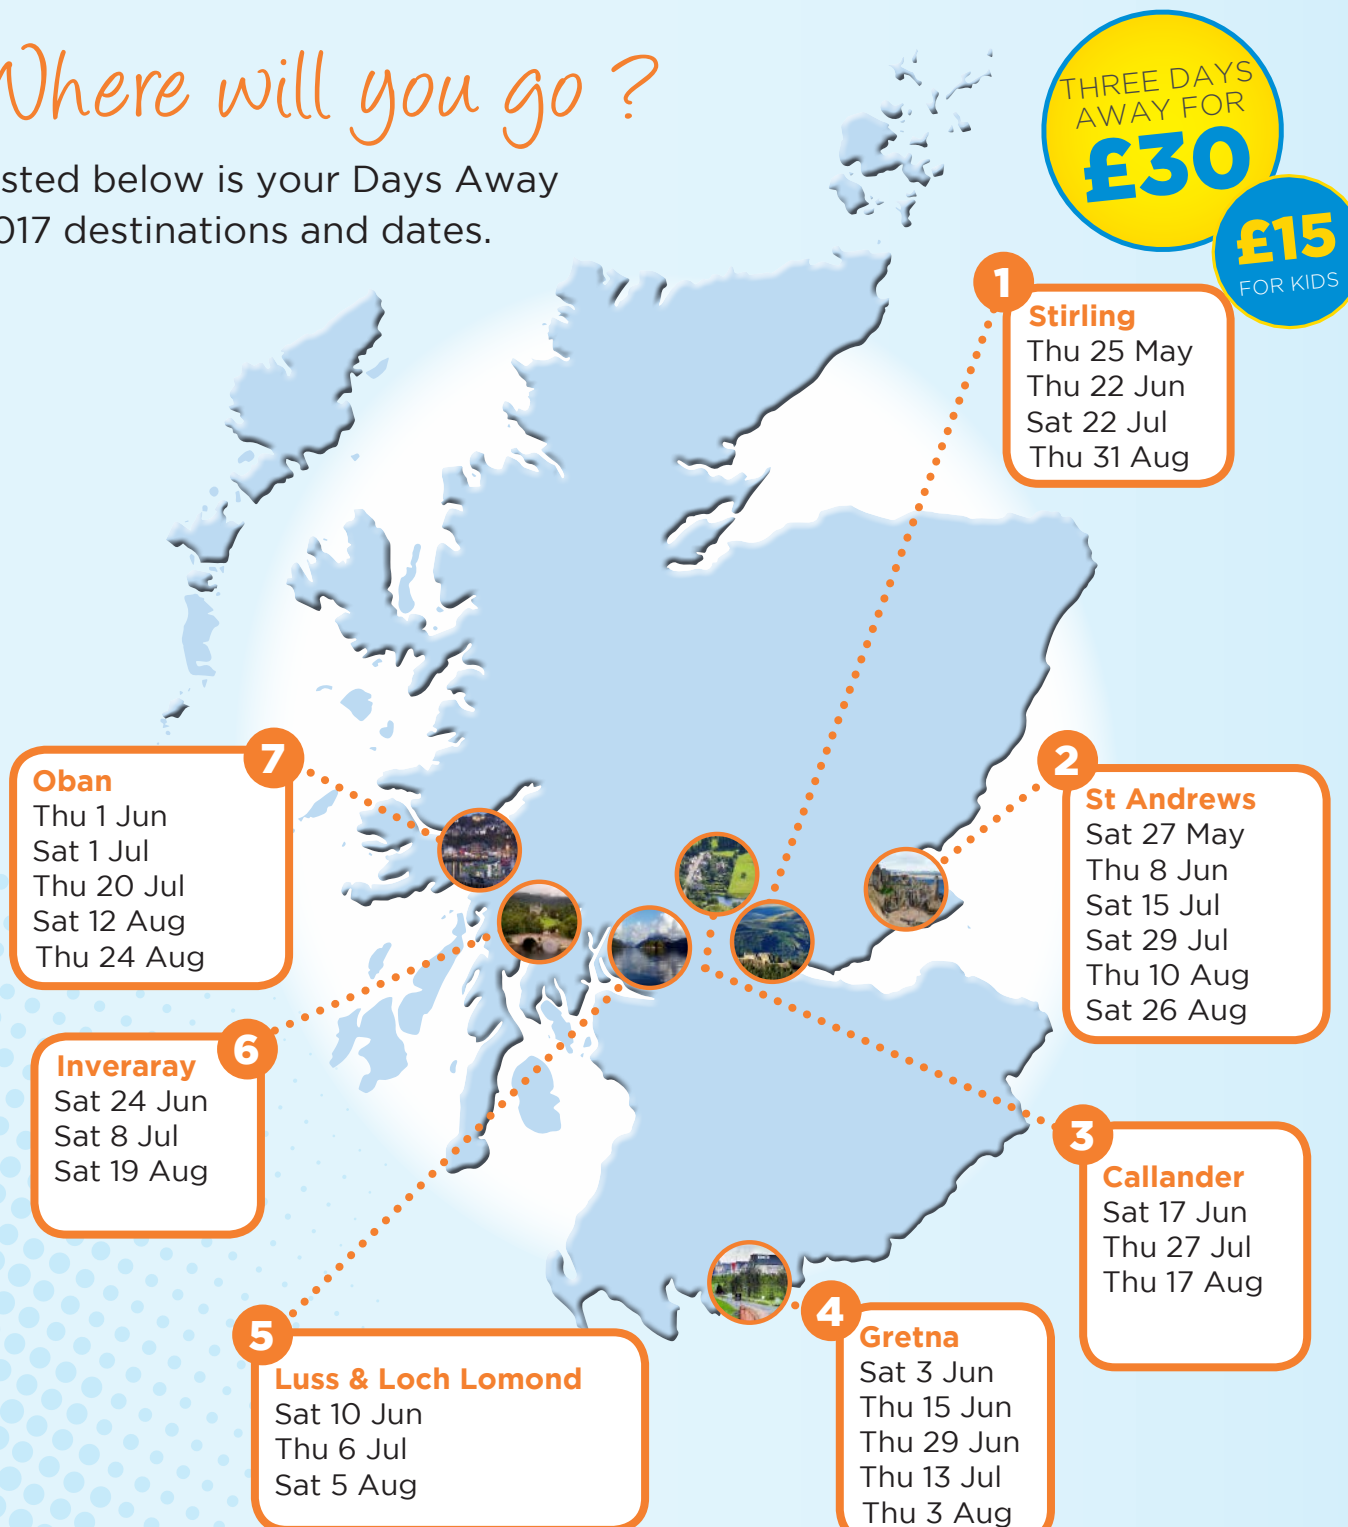 Where will you go ?
sted below is your Days Away
017 destinations and dates.
THREE DAYS
AWAY FOR
£30
£15
FOR KIDS
1
Stirling
Thu 25 May
Thu 22 Jun
Sat 22 Jul
Thu 31 Aug
2
St Andrews
Sat 27 May
Thu 8 Jun
Sat 15 Jul
Sat 29 Jul
Thu 10 Aug
Sat 26 Aug
3
Callander
Sat 17 Jun
Thu 27 Jul
Thu 17 Aug
4
Gretna
Sat 3 Jun
Thu 15 Jun
Thu 29 Jun
Thu 13 Jul
Thu 3 Aug
5
Luss & Loch Lomond
Sat 10 Jun
Thu 6 Jul
Sat 5 Aug
6
Inveraray
Sat 24 Jun
Sat 8 Jul
Sat 19 Aug
7
Oban
Thu 1 Jun
Sat 1 Jul
Thu 20 Jul
Sat 12 Aug
Thu 24 Aug